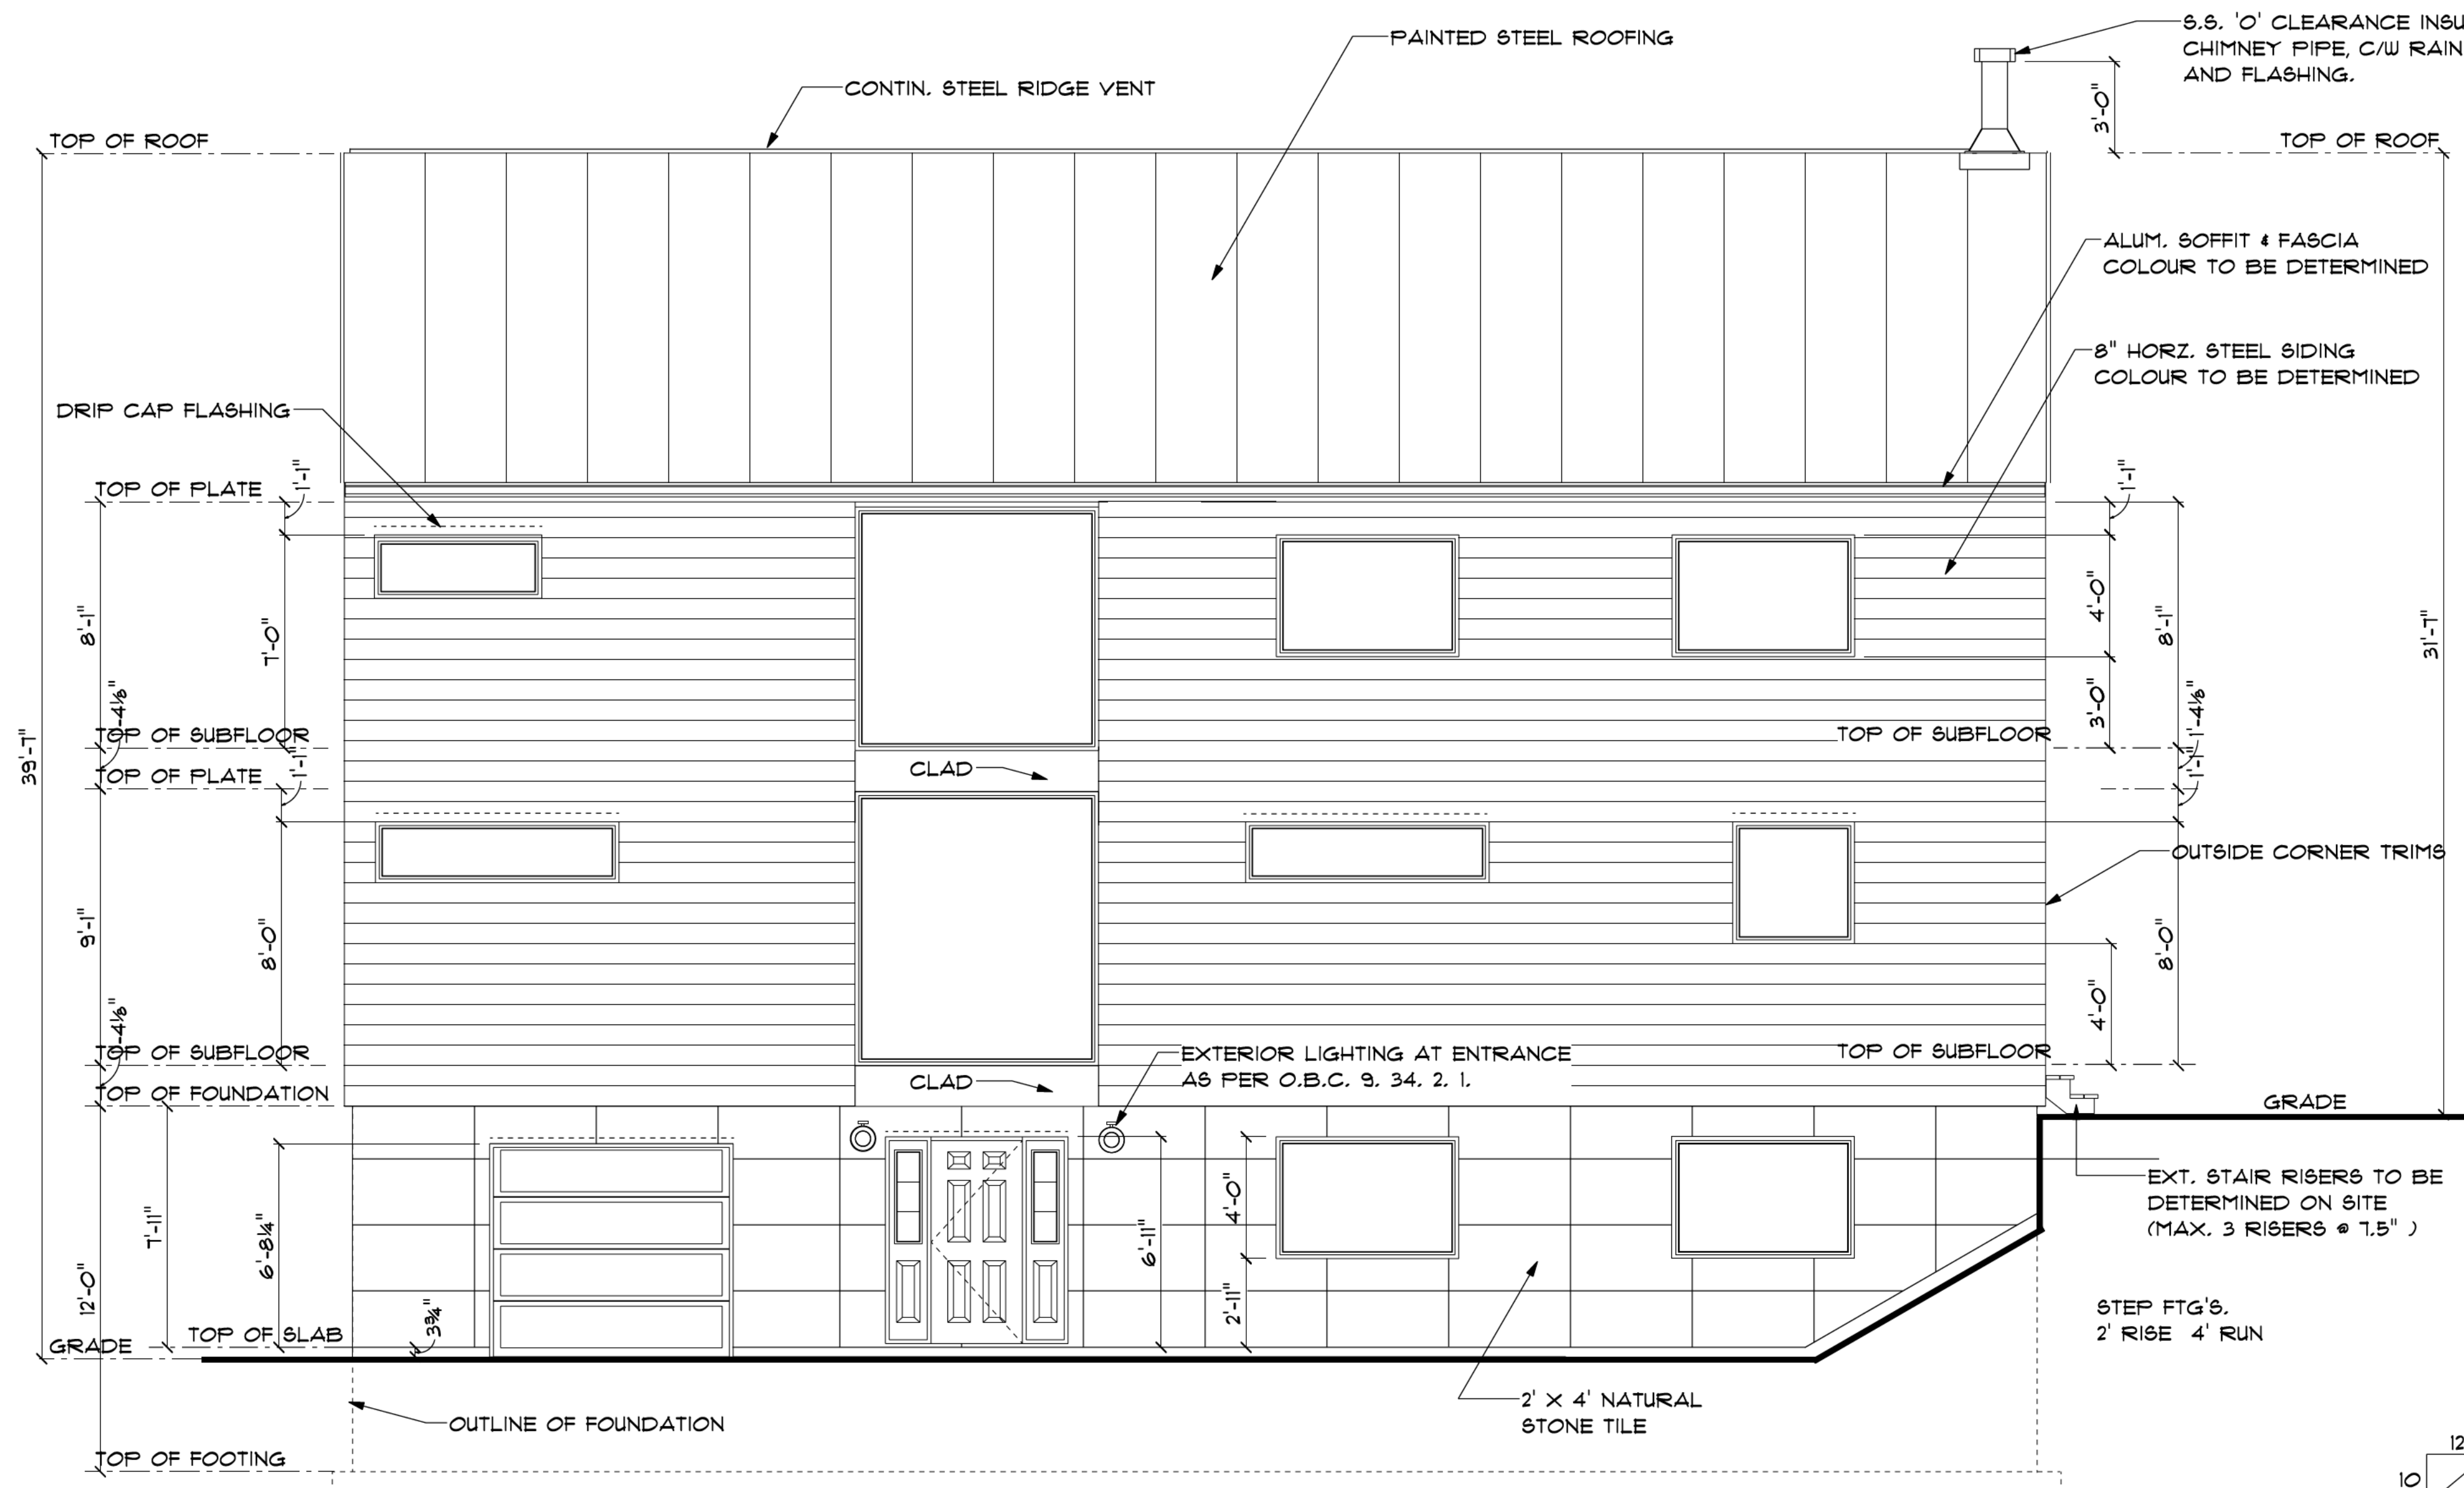 S.S. 'O' CLEARANCE INSU
CHIMNEY PIPE, C/W RAIN
AND FLASHING.
PAINTED STEEL ROOFING
CONTIN. STEEL RIDGE VENT
3'-0"
TOP OF ROOF
TOP OF ROOF
ALUM. SOFFIT & FASCIA
COLOUR TO BE DETERMINED
8" HORZ. STEEL SIDING
COLOUR TO BE DETERMINED
DRIP CAP FLASHING
TOP OF PLATE
1'-1"
1'-1"
8'-1"
7'-0"
4'-0"
8'-1"
31'-7"
3'-0"
1'-4⅛"
TOP OF SUBFLOOR
TOP OF SUBFLOOR
39'-7"
1'-1"
1'-1"
TOP OF PLATE
CLAD
OUTSIDE CORNER TRIMS
9'-1"
8'-0"
8'-0"
4'-0"
-4⅛"
-4⅛"
TOP OF SUBFLOOR
TOP OF SUBFLOOR
EXTERIOR LIGHTING AT ENTRANCE
AS PER O.B.C. 9. 34. 2. 1.
CLAD
TOP OF FOUNDATION
GRADE
EXT. STAIR RISERS TO BE
DETERMINED ON SITE
(MAX. 3 RISERS @ 7.5" )
7'-11"
6'-8¼"
6'-11"
4'-0"
2'-11"
12'-0"
3¾"
TOP OF SLAB
GRADE
STEP FTG'S.
2' RISE 4' RUN
2' X 4' NATURAL
STONE TILE
OUTLINE OF FOUNDATION
TOP OF FOOTING
12
10